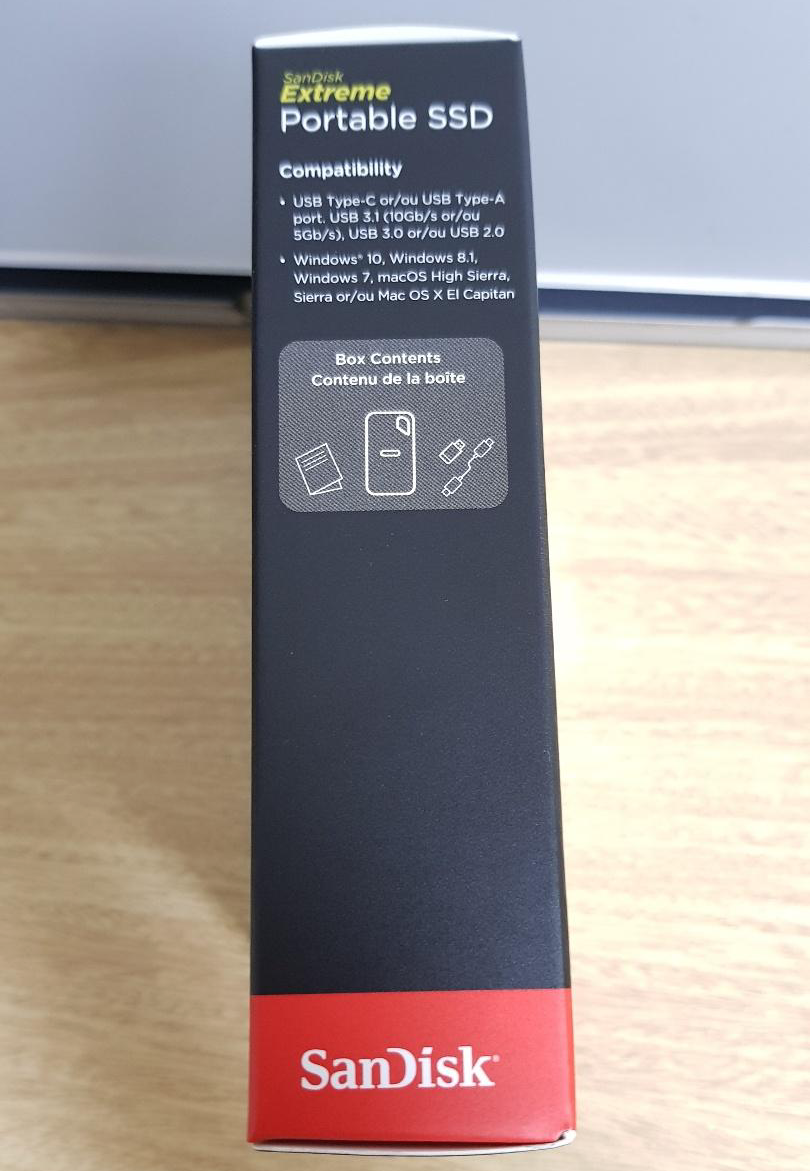 SanDisk
Extreme
Portable SSD
Compatibility
• USB Type-C or/ou USB Type-A
port. USB 3.1 (10Gb/s or/ou
5Gb/s), USB 3.0 or/ou USB 2.0
• Windows® 10, Windows 8.1,
Windows 7, macOS High Sierra,
Sierra or/ou Mac OS X El Capitan
Box Contents
Contenu de la boîte
SanDisk®